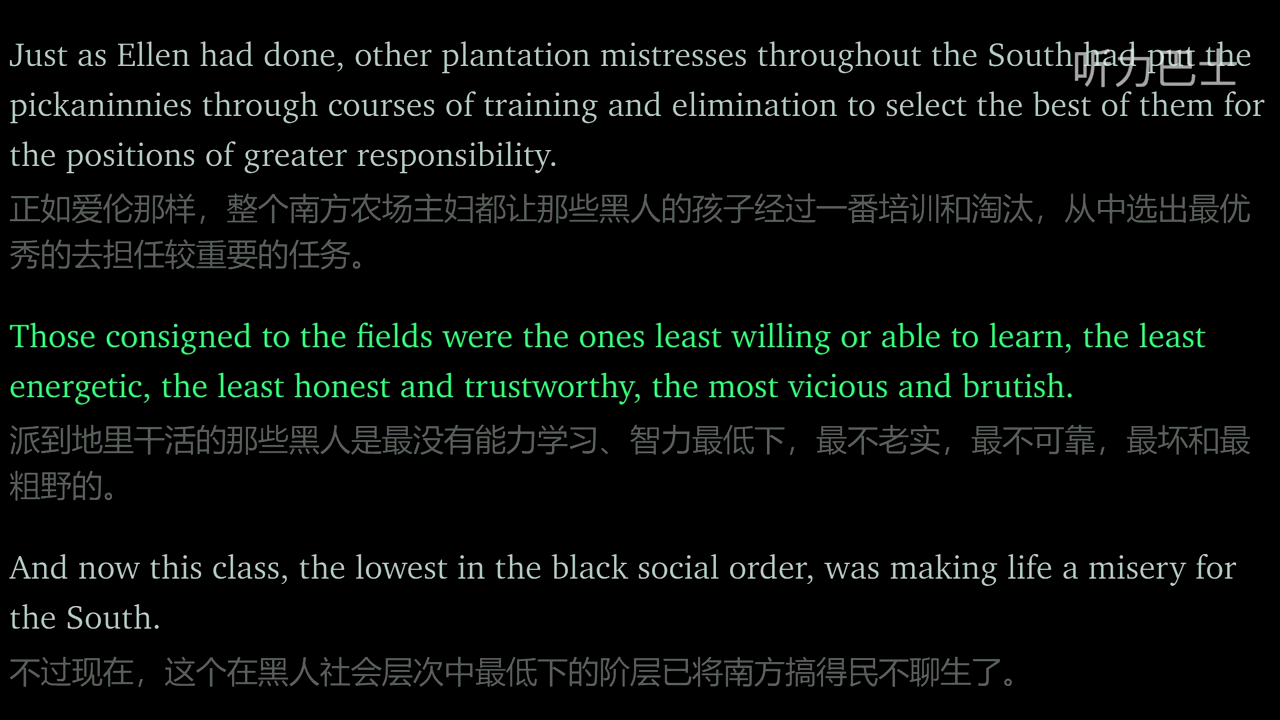 Just as Ellen had done, other plantation mistresses throughout the South had put the
听力巴士
pickaninnies through courses of training and elimination to select the best of them for
the positions of greater responsibility.
正如爱伦那样，整个南方农场主妇都让那些黑人的孩子经过一番培训和淘汰，从中选出最优
秀的去担任较重要的任务。
Those consigned to the fields were the ones least willing or able to learn, the least
energetic, the least honest and trustworthy, the most vicious and brutish.
派到地里干活的那些黑人是最没有能力学习、智力最低下，最不老实，最不可靠，最坏和最
粗野的。
And now this class, the lowest in the black social order, was making life a misery for
the South.
不过现在，这个在黑人社会层次中最低下的阶层已将南方搞得民不聊生了。